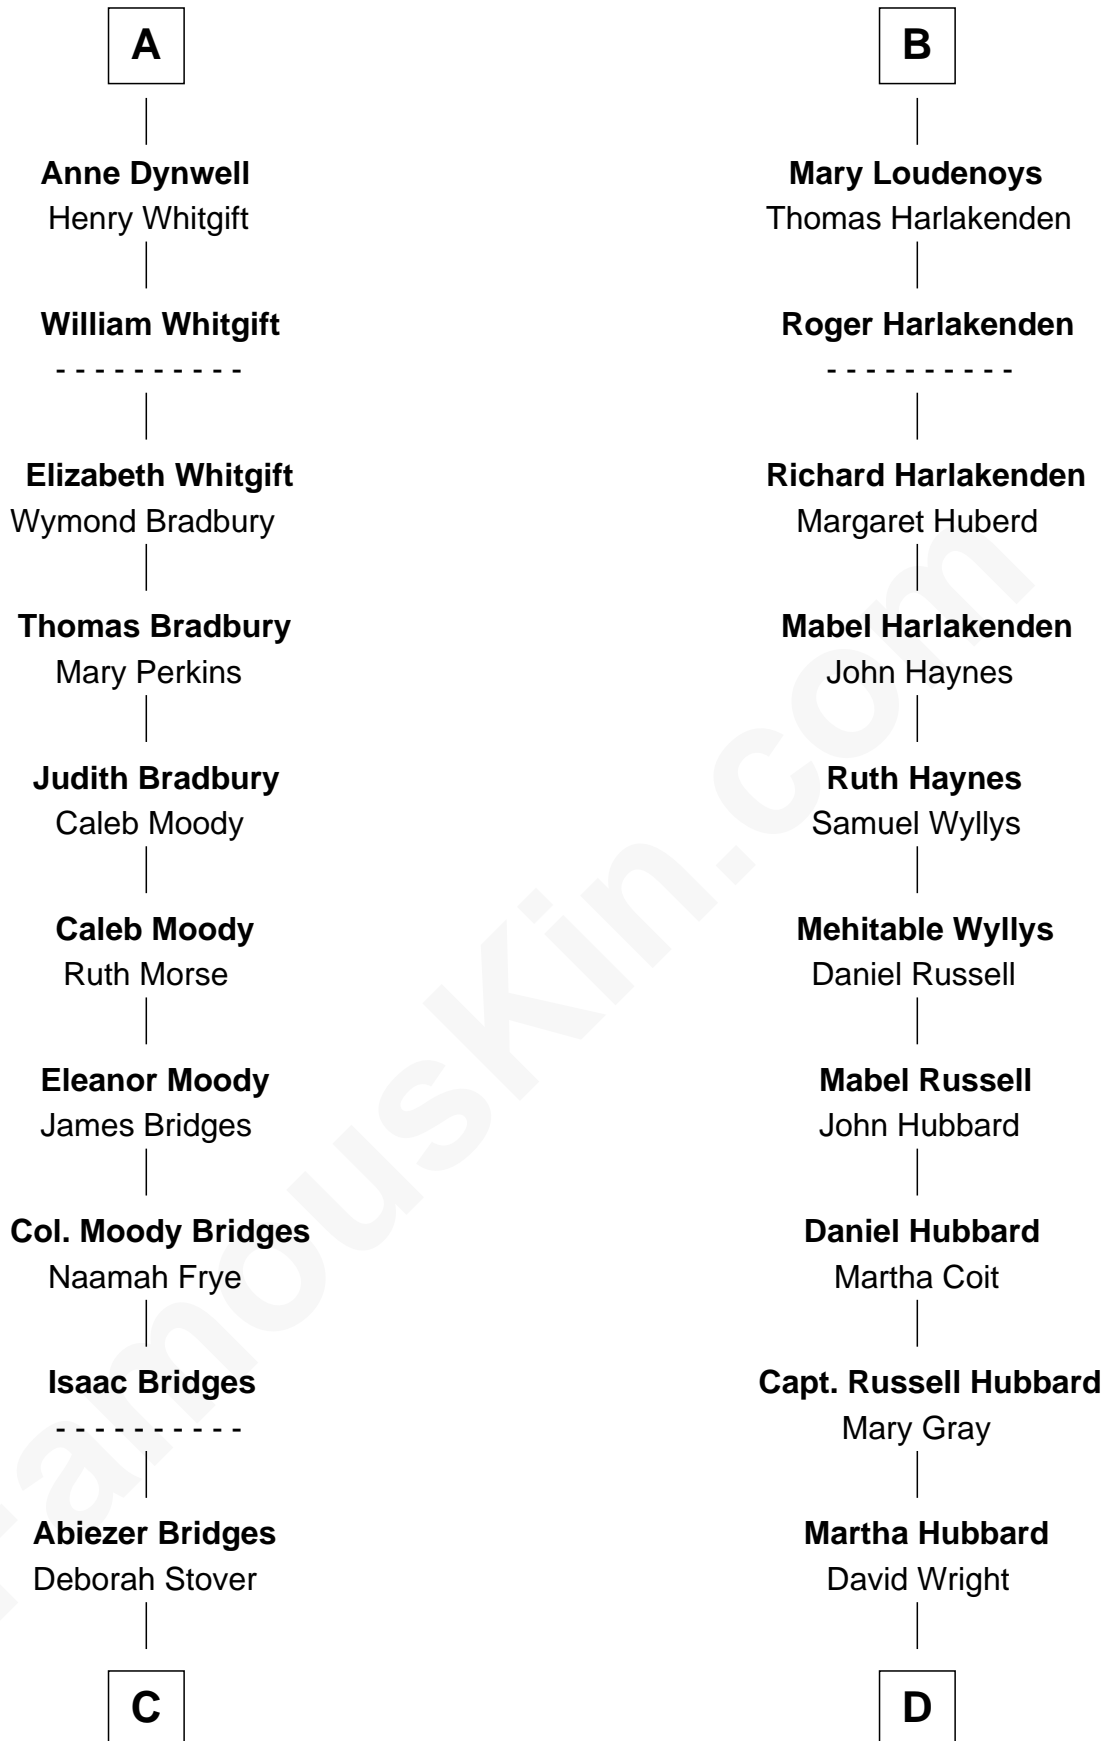 A
Anne Dynwell
Henry Whitgift
William Whitgift
- - - - - - - - - -
Elizabeth Whitgift
Wymond Bradbury
Thomas Bradbury
Mary Perkins
Judith Bradbury
Caleb Moody
Caleb Moody
Ruth Morse
Eleanor Moody
James Bridges
Col. Moody Bridges
Naamah Frye
Isaac Bridges
- - - - - - - - - -
Abiezer Bridges
Deborah Stover
C
B
Mary Loudenoys
Thomas Harlakenden
Roger Harlakenden
- - - - - - - - - -
Richard Harlakenden
Margaret Huberd
Mabel Harlakenden
John Haynes
Ruth Haynes
Samuel Wyllys
Mehitable Wyllys
Daniel Russell
Mabel Russell
John Hubbard
Daniel Hubbard
Martha Coit
Capt. Russell Hubbard
Mary Gray
Martha Hubbard
David Wright
D
FamousKin.com